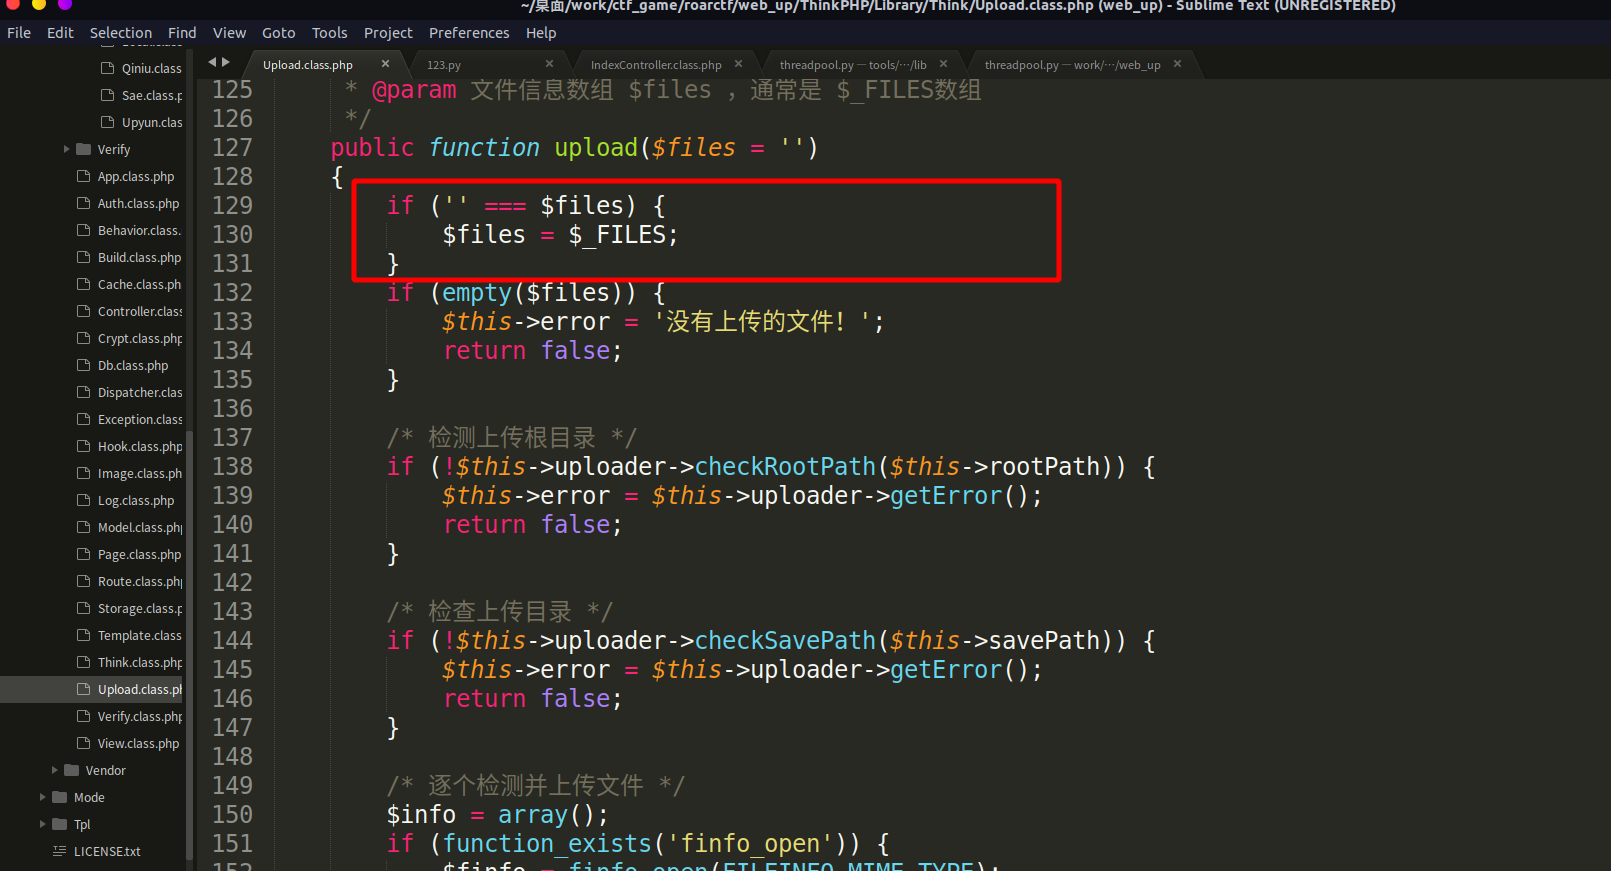 ~/桌面/work/ctf_game/roarctf/web_up/ThinkPHP/Library/Think/Upload.class.php (web_up) - Sublime Text (UNREGISTERED)
File Edit Selection Find View Goto Tools Project Preferences Help
Qiniu.class
Sae.class.p
Upyun.clas
Verify
App.class.php
Auth.class.php
Behavior.class.
Build.class.php
Cache.class.ph
Controller.class
Crypt.class.php
Db.class.php
Dispatcher.clas
Exception.class
Hook.class.php
Image.class.ph
Log.class.php
Model.class.php
Page.class.php
Route.class.php
Storage.class.p
Template.class
Think.class.php
Upload.class.ph
Verify.class.php
View.class.php
Vendor
Mode
Tpl
LICENSE.txt
Upload.class.php × 123.py × IndexController.class.php × threadpool.py — tools/…/lib × threadpool.py — work/…/web_up ×
125 * @param 文件信息数组 $files ，通常是 $_FILES数组
126 */
127 public function upload($files = '')
128 {
129 if ('' === $files) {
130 $files = $_FILES;
131 }
132 if (empty($files)) {
133 $this->error = '没有上传的文件！';
134 return false;
135 }
136
137 /* 检测上传根目录 */
138 if (!$this->uploader->checkRootPath($this->rootPath)) {
139 $this->error = $this->uploader->getError();
140 return false;
141 }
142
143 /* 检查上传目录 */
144 if (!$this->uploader->checkSavePath($this->savePath)) {
145 $this->error = $this->uploader->getError();
146 return false;
147 }
148
149 /* 逐个检测并上传文件 */
150 $info = array();
151 if (function_exists('finfo_open')) {
152 $finfo = finfo_open(FILEINFO_MIME_TYPE);